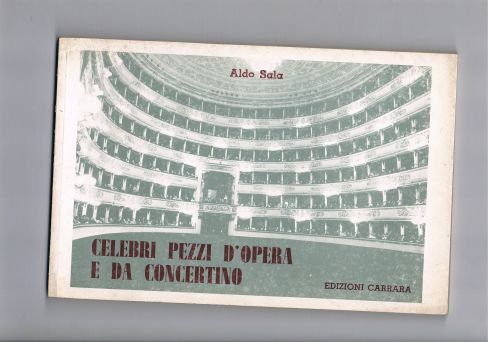 Aldo Sala
CELEBRI PEZZI D'OPERA
E DA CONCERTINO
EDIZIONI CARRARA